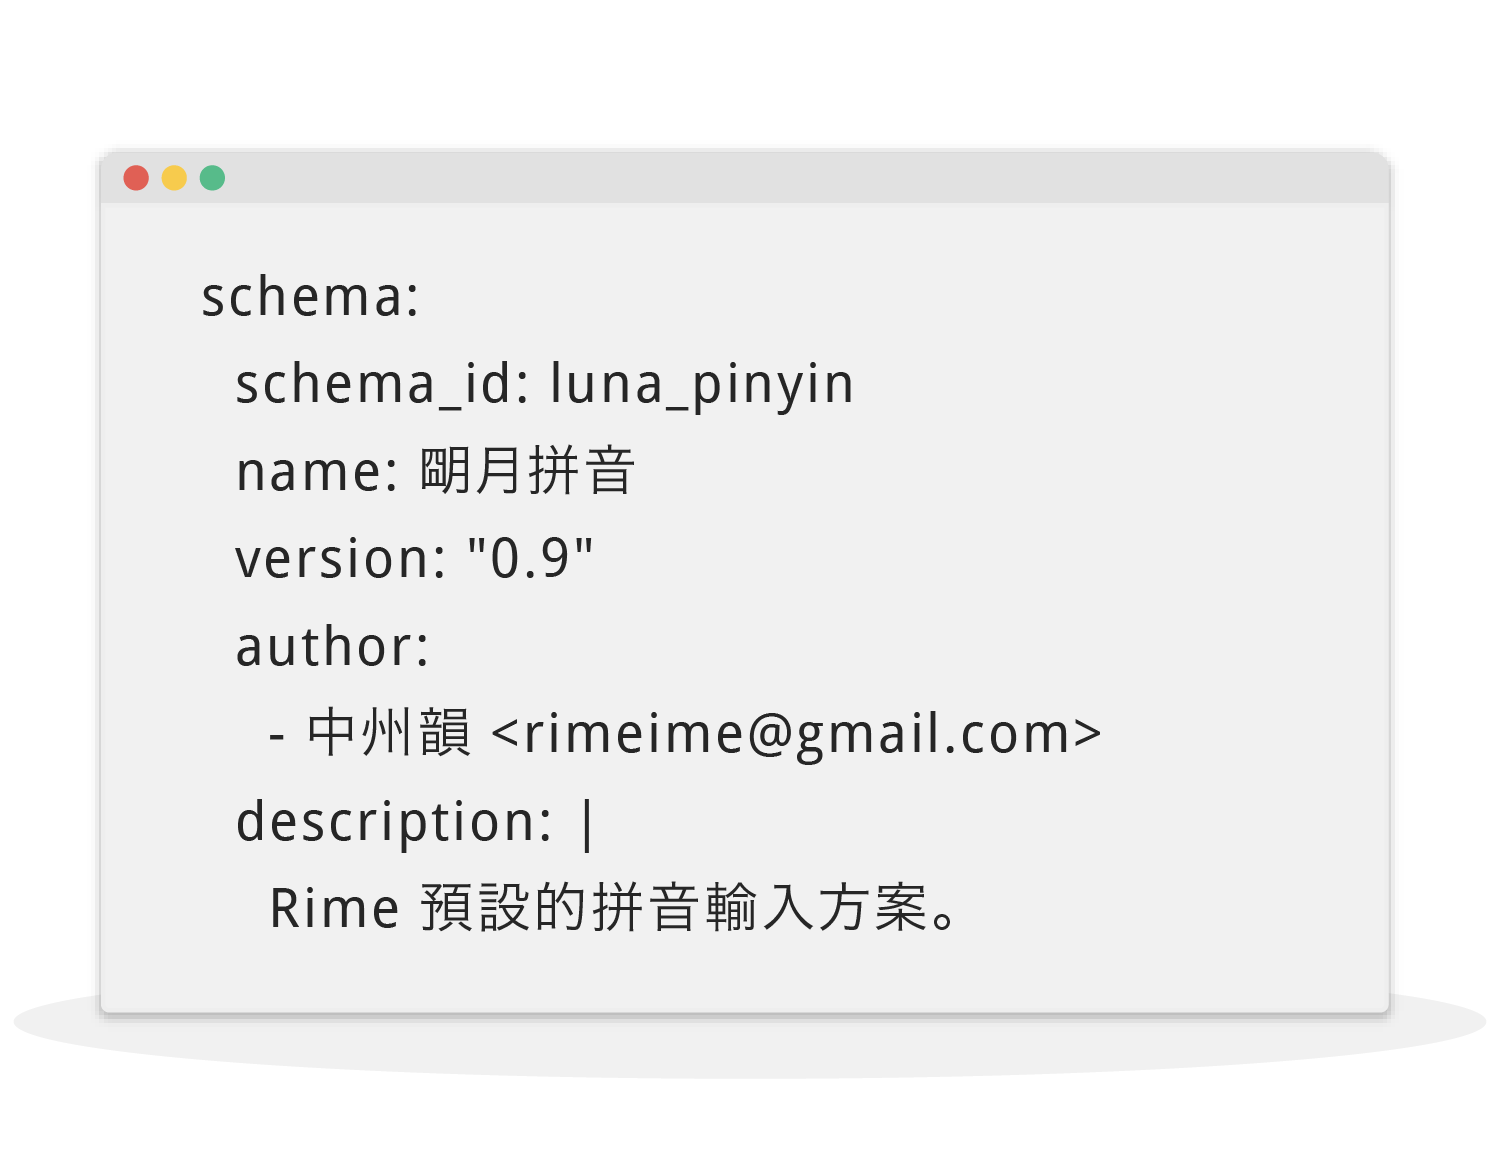 schema:
schema_id: luna_pinyin
name: 朙月拼音
version: "0.9"
author:
- 中州韻 <rimeime@gmail.com>
description: |
Rime 預設的拼音輸入方案。